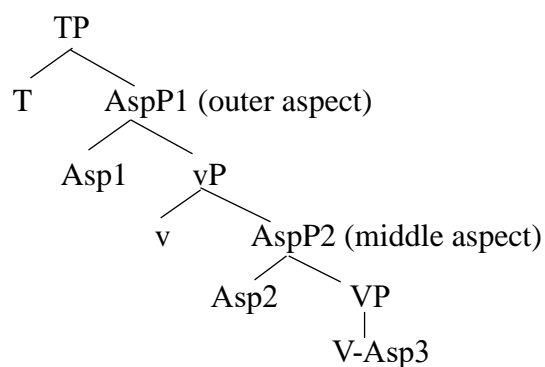 TP
T AspP1 (outer aspect)
Asp1 vP
v AspP2 (middle aspect)
Asp2 VP
V-Asp3